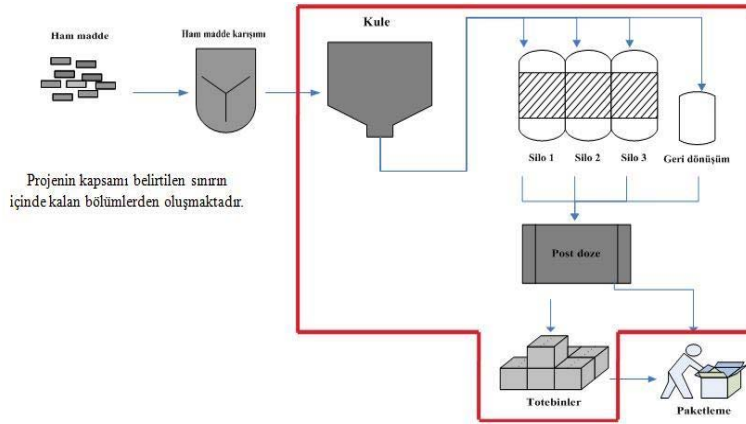 Ham madde
Ham madde karışımı
Kule
Silo 1
Silo 2
Silo 3
Geri dönüşüm
Projenin kapsamı belirtilen sınırın
içinde kalan bölümlerden oluşmaktadır.
Post doze
Totebinler
Paketleme